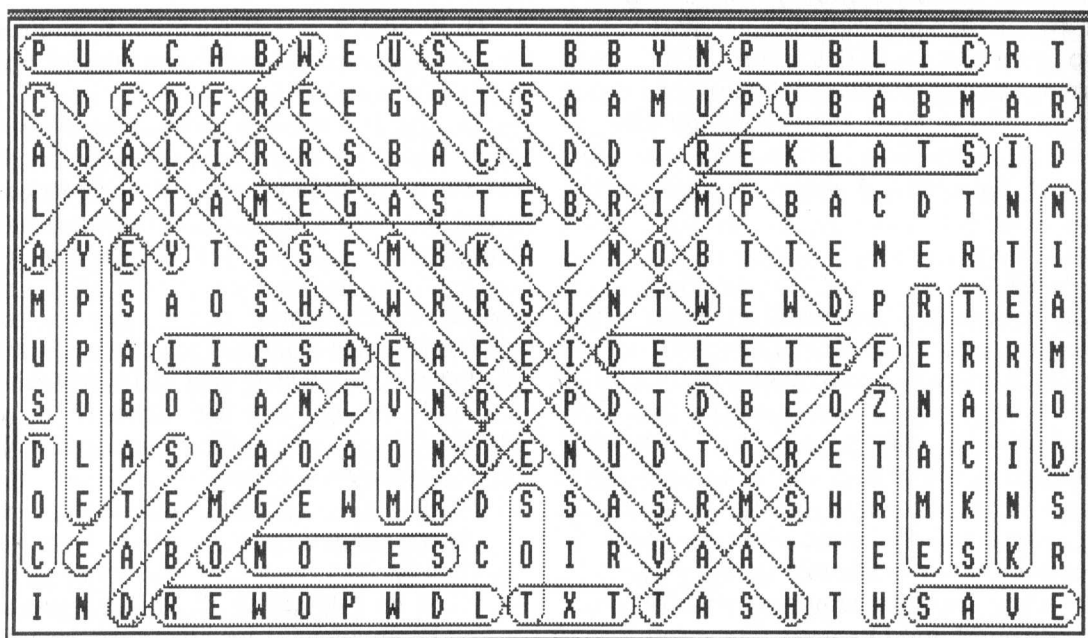 P U K C A B W E U S E L B B Y N P U B L I C R T
C D F D F R E E G P T S A A M U P Y B A B M A R
A O A L I R R S B A C I D D T R E K L A T S I D
L T P T A M E G A S T E B R I M P B A C D T N N
A Y E Y T S S E M B K A L N O B T T E N E R T I
M P S A O S H T W R R S T N T W E W D P R T E A
U P A I I C S A E A E E I D E L E T E F E R R M
S O B O D A N L V N R T P D T D B E O Z N A L O
D L A S D A O A O N O E N U D T O R E T A C I D
O F T E M G E W M R D S S A S R M S H R M K N S
C E A B O N O T E S C O I R V A A I T E E S K R
I N D R E W O P W D L T X T T A S H T H S A V E